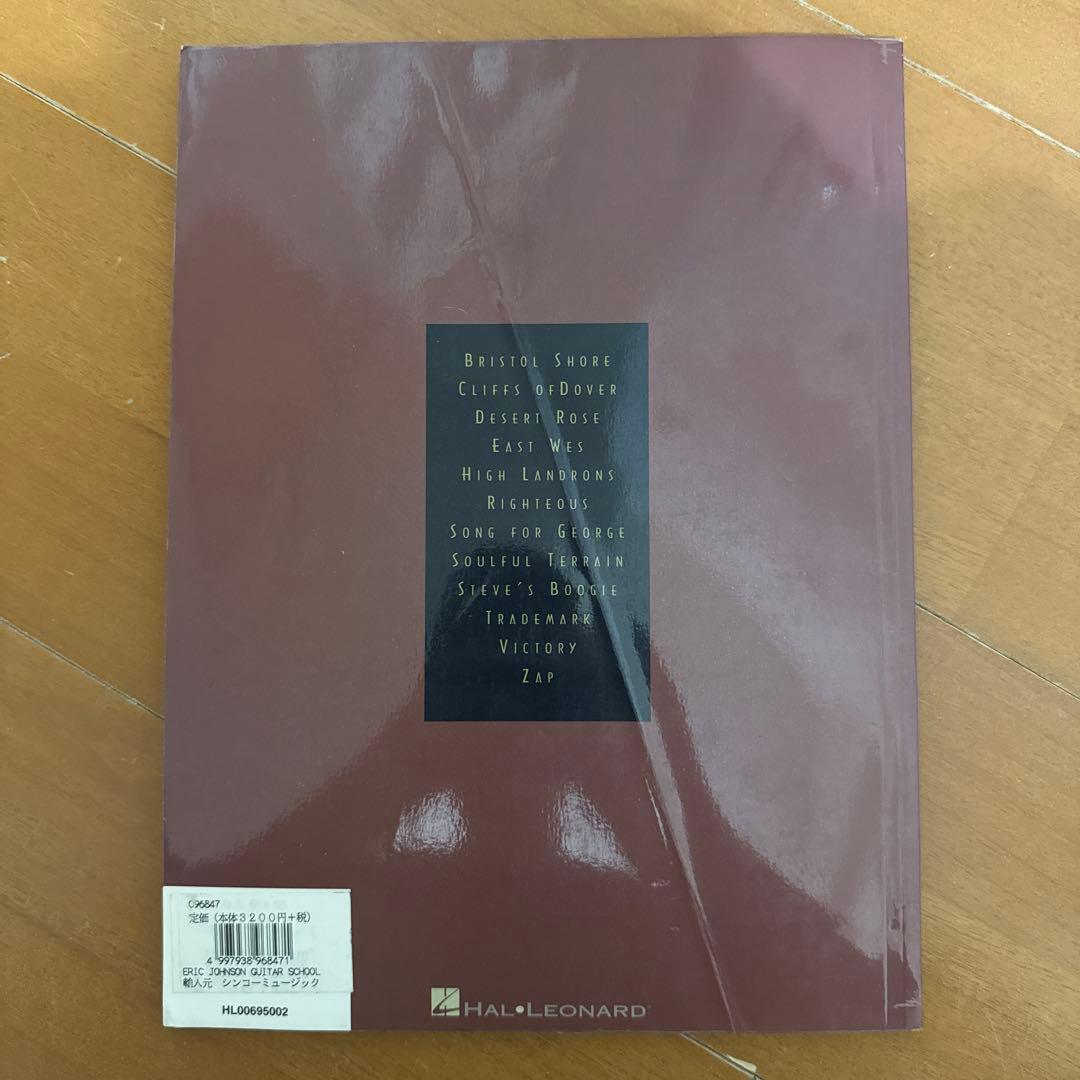 BRISTOL SHORE
CLIFFS OFDOVER
DESERT ROSE
EAST WES
HIGH LANDRONS
RIGHTEOUS
SONG FOR GEORGE
SOULFUL TERRAIN
STEVE'S BOOGIE
TRADEMARK
VICTORY
ZAP
096847
定価(本体3200円+税)
4 997938 968471
ERIC JOHNSON GUITAR SCHOOL
輸入元 シンコーミュージック
HL00695002
HAL•LEONARD